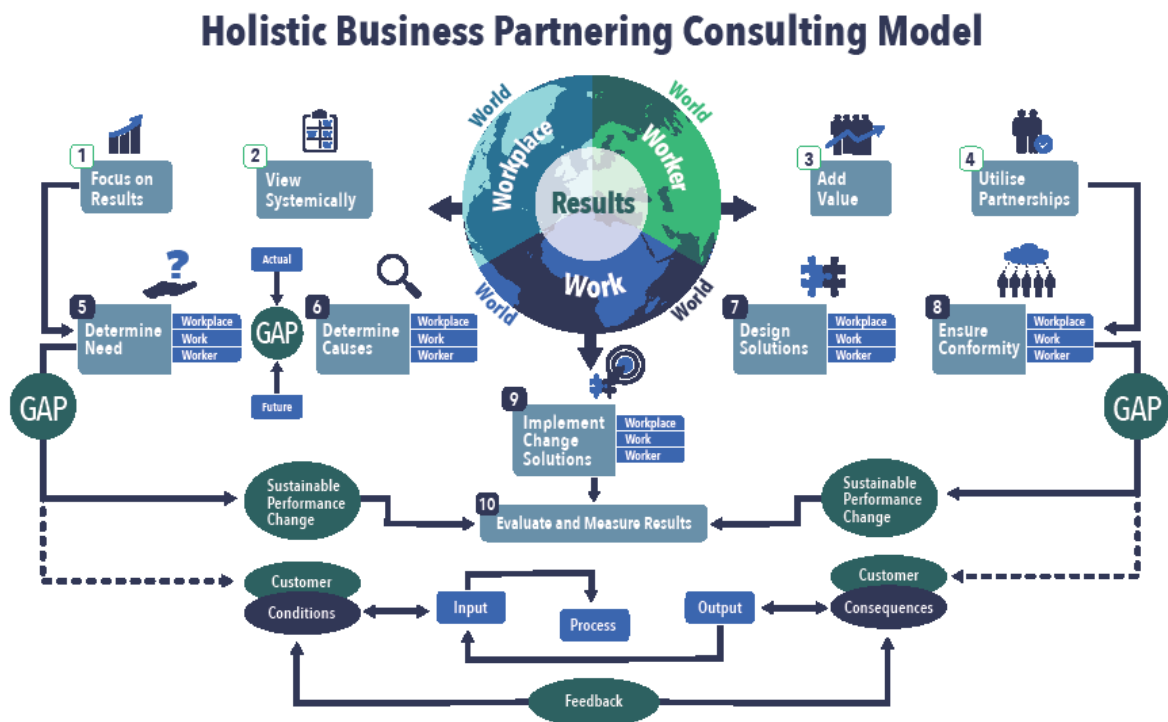 Holistic Business Partnering Consulting Model
World
World
Workplace
Worker
Results
Work
World
World
1
Focus on
Results
2
View
Systemically
3
Add
Value
4
Utilise
Partnerships
5
Determine
Need
Workplace
Work
Worker
Actual
GAP
Future
6
Determine
Causes
Workplace
Work
Worker
7
Design
Solutions
Workplace
Work
Worker
8
Ensure
Conformity
Workplace
Work
Worker
GAP
GAP
9
Implement
Change
Solutions
Workplace
Work
Worker
Sustainable
Performance
Change
10
Evaluate and Measure Results
Sustainable
Performance
Change
Customer
Conditions
Input
Process
Output
Customer
Consequences
Feedback